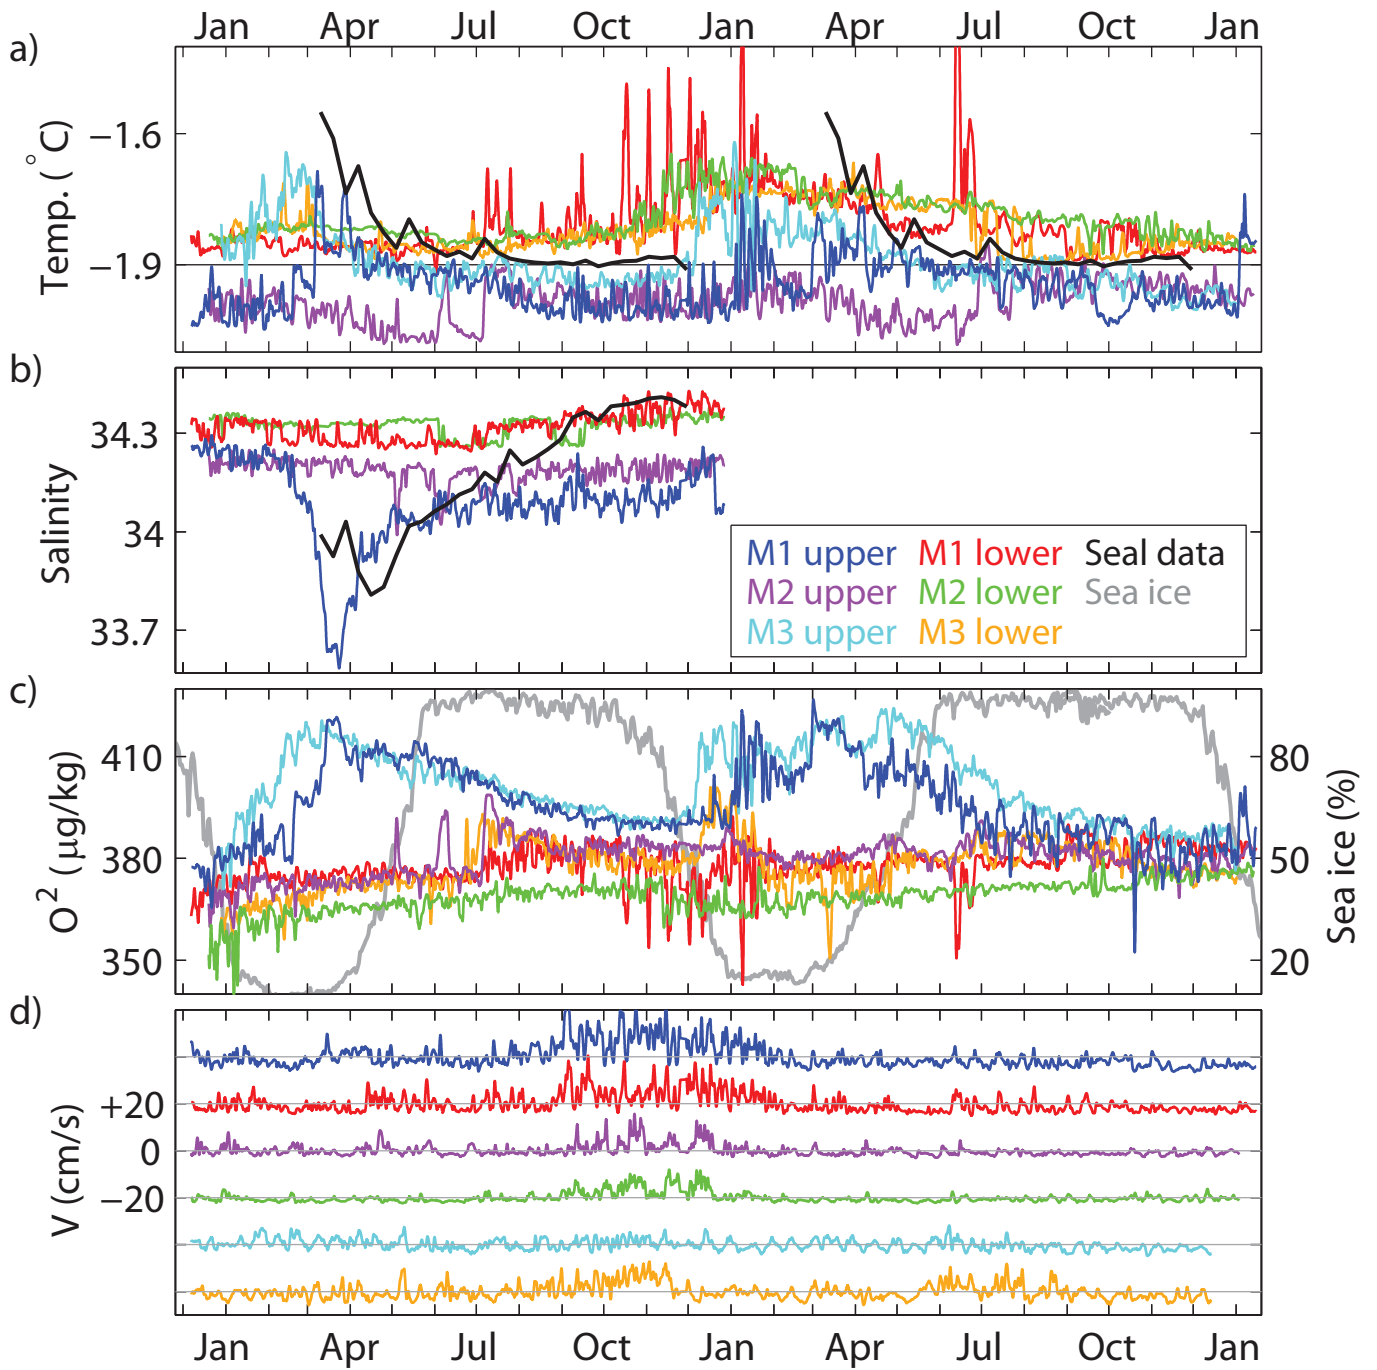 Jan Apr Jul Oct Jan Apr Jul Oct Jan
a)
Temp. (°C)
−1.6
−1.9
b)
Salinity
34.3
34
33.7
M1 upper M1 lower Seal data
M2 upper M2 lower Sea ice
M3 upper M3 lower
c)
O² (µg/kg)
410
380
350
80
50
20
Sea ice (%)
d)
V (cm/s)
+20
0
−20
Jan Apr Jul Oct Jan Apr Jul Oct Jan